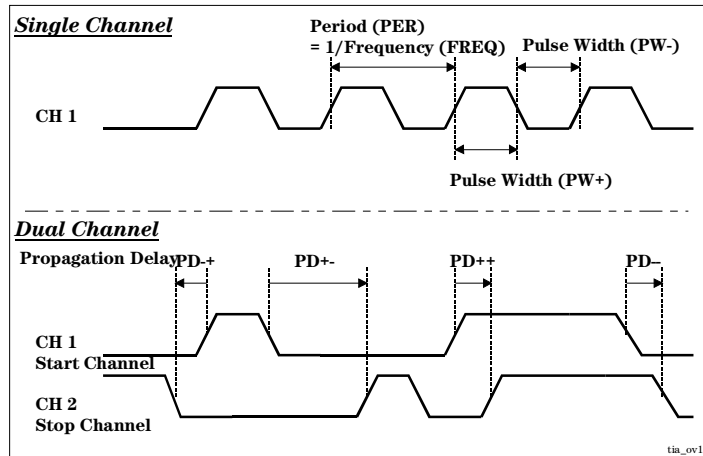 Single Channel
Period (PER)
= 1/Frequency (FREQ)
Pulse Width (PW-)
CH 1
Pulse Width (PW+)
Dual Channel
Propagation Delay
PD-+
PD+-
PD++
PD--
CH 1
Start Channel
CH 2
Stop Channel
tia_ov1